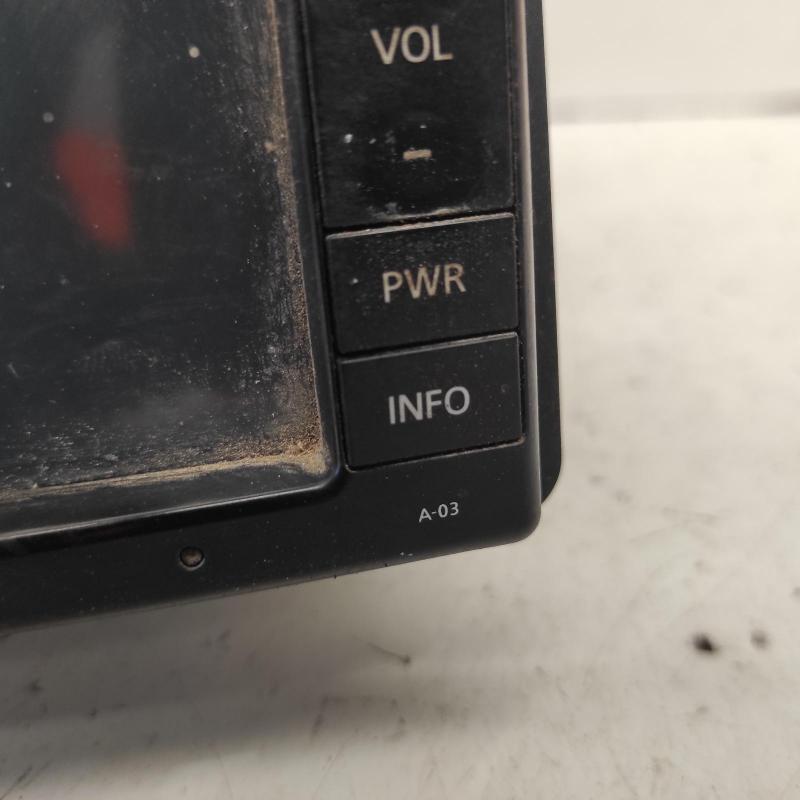 VOL
-
PWR
INFO
A-03